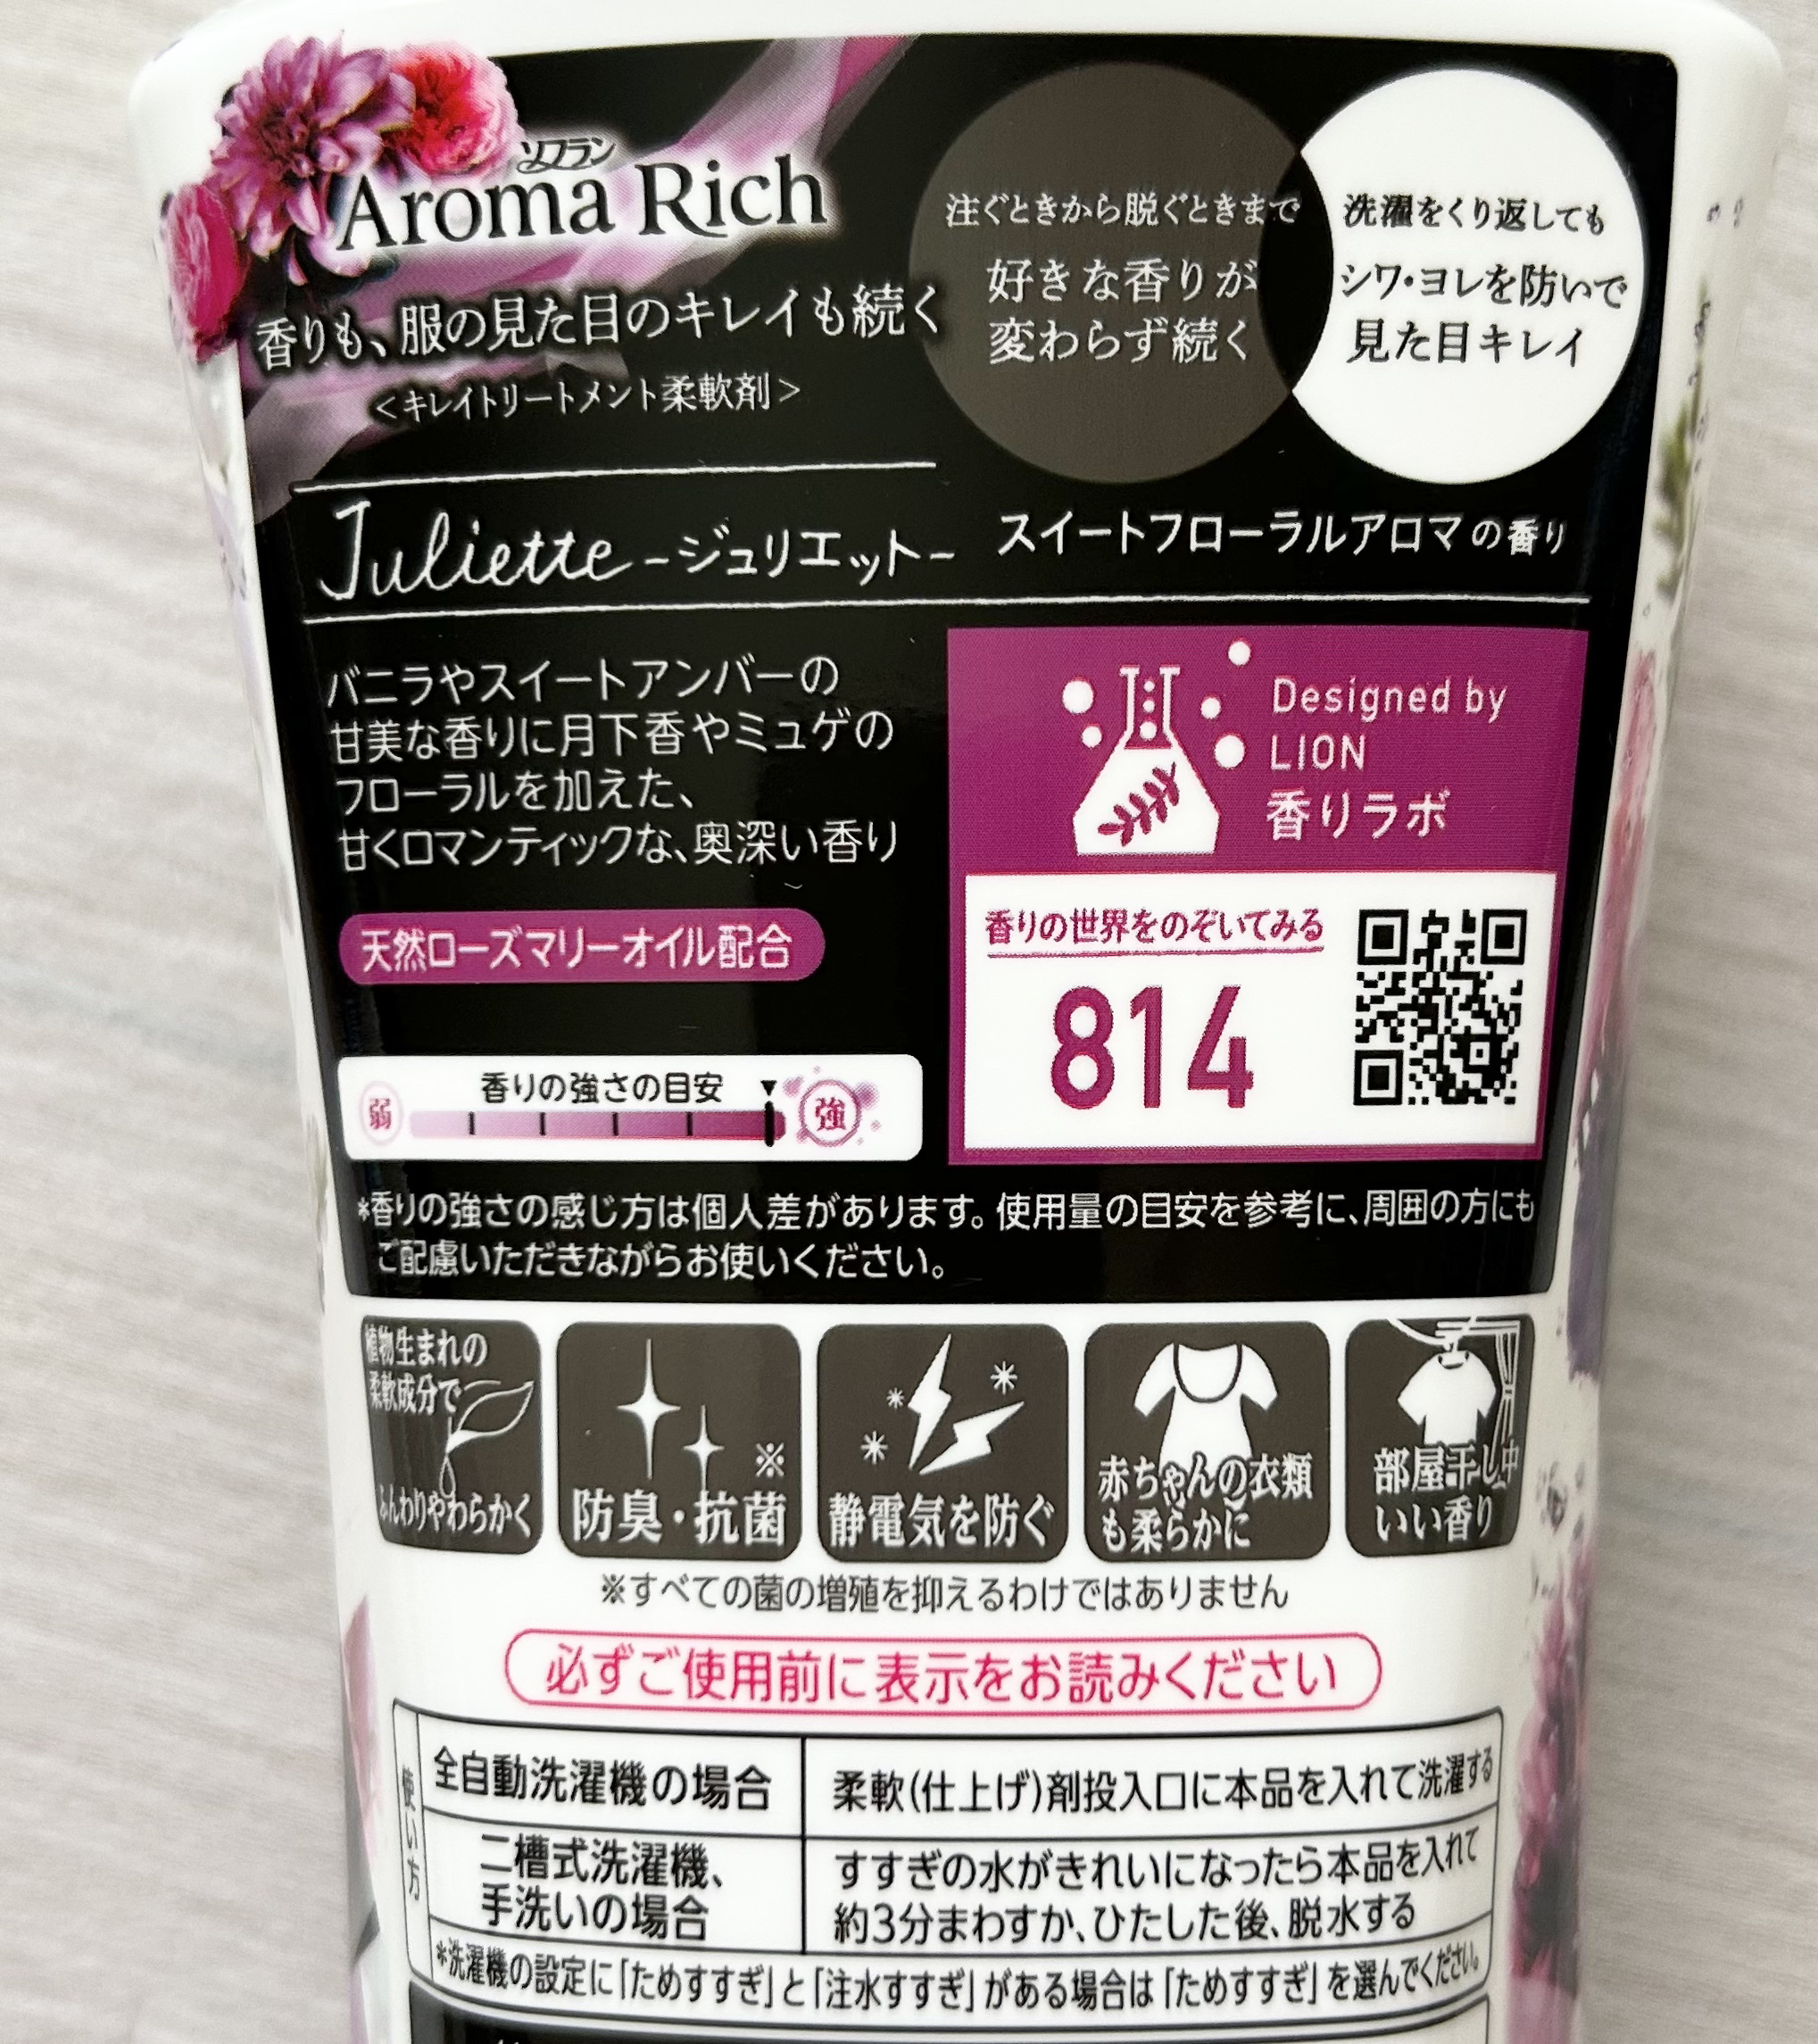 ソフラン
Aroma Rich
香りも、服の見た目のキレイも続く
<キレイトリートメント柔軟剤>
注ぐときから脱ぐときまで
好きな香りが
変わらず続く
洗濯をくり返しても
シワ・ヨレを防いで
見た目キレイ
Juliette -ジュリエット- スイートフローラルアロマの香り
バニラやスイートアンバーの
甘美な香りに月下香やミュゲの
フローラルを加えた、
甘くロマンティックな、奥深い香り
天然ローズマリーオイル配合
Designed by
LION
香りラボ
香りの世界をのぞいてみる
814
香りの強さの目安
弱 強
*香りの強さの感じ方は個人差があります。使用量の目安を参考に、周囲の方にも
ご配慮いただきながらお使いください。
植物生まれの
柔軟成分で
ふんわりやわらかく
※
防臭・抗菌
静電気を防ぐ
赤ちゃんの衣類
も柔らかに
部屋干し中
いい香り
※すべての菌の増殖を抑えるわけではありません
必ずご使用前に表示をお読みください
使い方
全自動洗濯機の場合 柔軟(仕上げ)剤投入口に本品を入れて洗濯する
二槽式洗濯機、
手洗いの場合
すすぎの水がきれいになったら本品を入れて
約3分まわすか、ひたした後、脱水する
*洗濯機の設定に「ためすすぎ」と「注水すすぎ」がある場合は「ためすすぎ」を選んでください。